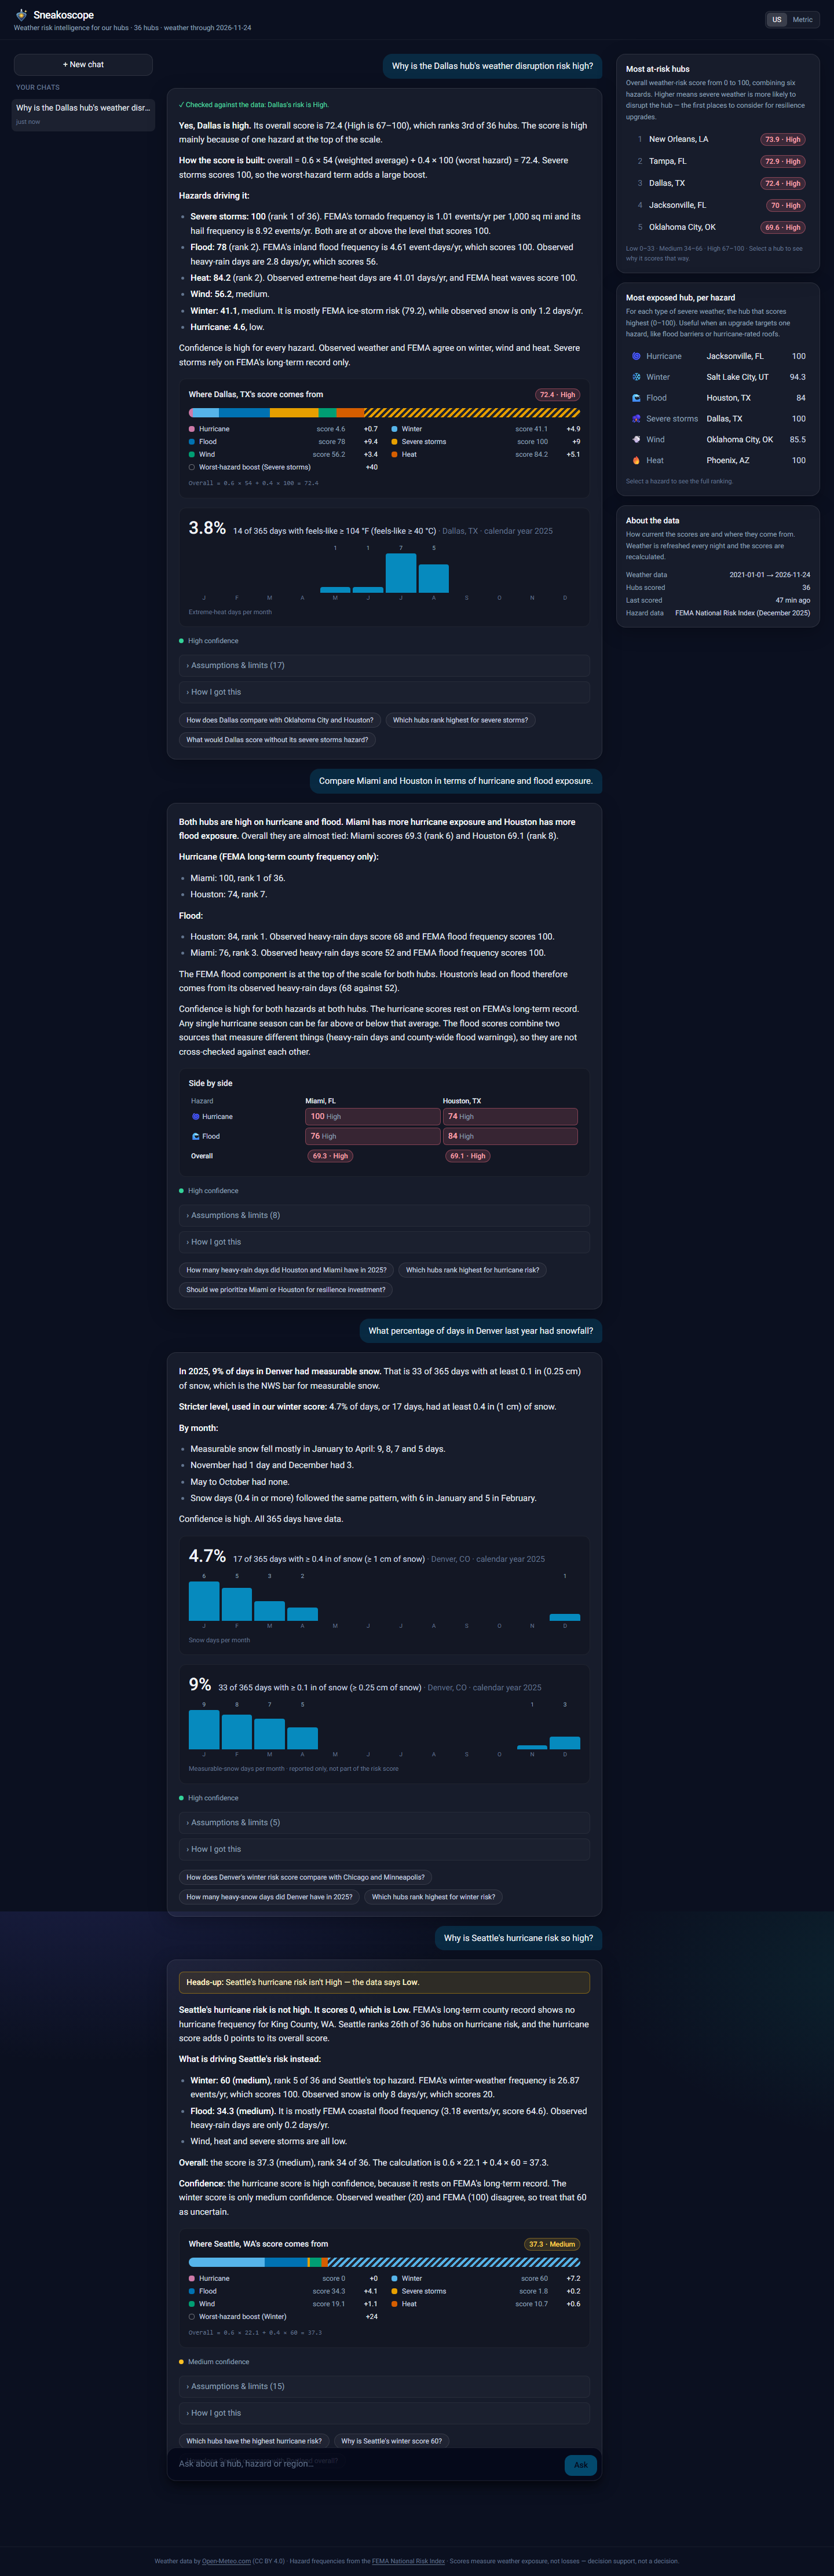 Sneakoscope
Weather risk intelligence for our hubs · 36 hubs · weather through 2026-11-24
US Metric
+ New chat
YOUR CHATS
Why is the Dallas hub's weather disr...
just now
Why is the Dallas hub's weather disruption risk high?
✓ Checked against the data: Dallas's risk is High.
Yes, Dallas is high. Its overall score is 72.4 (High is 67–100), which ranks 3rd of 36 hubs. The score is high
mainly because of one hazard at the top of the scale.
How the score is built: overall = 0.6 × 54 (weighted average) + 0.4 × 100 (worst hazard) = 72.4. Severe
storms scores 100, so the worst-hazard term adds a large boost.
Hazards driving it:
• Severe storms: 100 (rank 1 of 36). FEMA's tornado frequency is 1.01 events/yr per 1,000 sq mi and its
hail frequency is 8.92 events/yr. Both are at or above the level that scores 100.
• Flood: 78 (rank 2). FEMA's inland flood frequency is 4.61 event-days/yr, which scores 100. Observed
heavy-rain days are 2.8 days/yr, which scores 56.
• Heat: 84.2 (rank 2). Observed extreme-heat days are 41.01 days/yr, and FEMA heat waves score 100.
• Wind: 56.2, medium.
• Winter: 41.1, medium. It is mostly FEMA ice-storm risk (79.2), while observed snow is only 1.2 days/yr.
• Hurricane: 4.6, low.
Confidence is high for every hazard. Observed weather and FEMA agree on winter, wind and heat. Severe
storms rely on FEMA's long-term record only.
Where Dallas, TX's score comes from 72.4 · High
Hurricane score 4.6 +0.7 Winter score 41.1 +4.9
Flood score 78 +9.4 Severe storms score 100 +9
Wind score 56.2 +3.4 Heat score 84.2 +5.1
Worst-hazard boost (Severe storms) +40
Overall = 0.6 × 54 + 0.4 × 100 = 72.4
3.8% 14 of 365 days with feels-like ≥ 104 °F (feels-like ≥ 40 °C) · Dallas, TX · calendar year 2025
1 1 7 5
J F M A M J J A S O N D
Extreme-heat days per month
High confidence
› Assumptions & limits (17)
› How I got this
How does Dallas compare with Oklahoma City and Houston? Which hubs rank highest for severe storms?
What would Dallas score without its severe storms hazard?
Compare Miami and Houston in terms of hurricane and flood exposure.
Both hubs are high on hurricane and flood. Miami has more hurricane exposure and Houston has more
flood exposure. Overall they are almost tied: Miami scores 69.3 (rank 6) and Houston 69.1 (rank 8).
Hurricane (FEMA long-term county frequency only):
• Miami: 100, rank 1 of 36.
• Houston: 74, rank 7.
Flood:
• Houston: 84, rank 1. Observed heavy-rain days score 68 and FEMA flood frequency scores 100.
• Miami: 76, rank 3. Observed heavy-rain days score 52 and FEMA flood frequency scores 100.
The FEMA flood component is at the top of the scale for both hubs. Houston's lead on flood therefore
comes from its observed heavy-rain days (68 against 52).
Confidence is high for both hazards at both hubs. The hurricane scores rest on FEMA's long-term record.
Any single hurricane season can be far above or below that average. The flood scores combine two
sources that measure different things (heavy-rain days and county-wide flood warnings), so they are not
cross-checked against each other.
Side by side
Hazard Miami, FL Houston, TX
Hurricane 100 High 74 High
Flood 76 High 84 High
Overall 69.3 · High 69.1 · High
High confidence
› Assumptions & limits (8)
› How I got this
How many heavy-rain days did Houston and Miami have in 2025? Which hubs rank highest for hurricane risk?
Should we prioritize Miami or Houston for resilience investment?
What percentage of days in Denver last year had snowfall?
In 2025, 9% of days in Denver had measurable snow. That is 33 of 365 days with at least 0.1 in (0.25 cm)
of snow, which is the NWS bar for measurable snow.
Stricter level, used in our winter score: 4.7% of days, or 17 days, had at least 0.4 in (1 cm) of snow.
By month:
• Measurable snow fell mostly in January to April: 9, 8, 7 and 5 days.
• November had 1 day and December had 3.
• May to October had none.
• Snow days (0.4 in or more) followed the same pattern, with 6 in January and 5 in February.
Confidence is high. All 365 days have data.
4.7% 17 of 365 days with ≥ 0.4 in of snow (≥ 1 cm of snow) · Denver, CO · calendar year 2025
6 5 3 2 1
J F M A M J J A S O N D
Snow days per month
9% 33 of 365 days with ≥ 0.1 in of snow (≥ 0.25 cm of snow) · Denver, CO · calendar year 2025
9 8 7 5 1 3
J F M A M J J A S O N D
Measurable-snow days per month · reported only, not part of the risk score
High confidence
› Assumptions & limits (5)
› How I got this
How does Denver's winter risk score compare with Chicago and Minneapolis?
How many heavy-snow days did Denver have in 2025? Which hubs rank highest for winter risk?
Why is Seattle's hurricane risk so high?
Heads-up: Seattle's hurricane risk isn't High — the data says Low.
Seattle's hurricane risk is not high. It scores 0, which is Low. FEMA's long-term county record shows no
hurricane frequency for King County, WA. Seattle ranks 26th of 36 hubs on hurricane risk, and the hurricane
score adds 0 points to its overall score.
What is driving Seattle's risk instead:
• Winter: 60 (medium), rank 5 of 36 and Seattle's top hazard. FEMA's winter-weather frequency is 26.87
events/yr, which scores 100. Observed snow is only 8 days/yr, which scores 20.
• Flood: 34.3 (medium). It is mostly FEMA coastal flood frequency (3.18 events/yr, score 64.6). Observed
heavy-rain days are only 0.2 days/yr.
• Wind, heat and severe storms are all low.
Overall: the score is 37.3 (medium), rank 34 of 36. The calculation is 0.6 × 22.1 + 0.4 × 60 = 37.3.
Confidence: the hurricane score is high confidence, because it rests on FEMA's long-term record. The
winter score is only medium confidence. Observed weather (20) and FEMA (100) disagree, so treat that 60
as uncertain.
Where Seattle, WA's score comes from 37.3 · Medium
Hurricane score 0 +0 Winter score 60 +7.2
Flood score 34.3 +4.1 Severe storms score 1.8 +0.2
Wind score 19.1 +1.1 Heat score 10.7 +0.6
Worst-hazard boost (Winter) +24
Overall = 0.6 × 22.1 + 0.4 × 60 = 37.3
Medium confidence
› Assumptions & limits (15)
› How I got this
Which hubs have the highest hurricane risk? Why is Seattle's winter score 60?
Ask about a hub, hazard or region...
Ask
Most at-risk hubs
Overall weather-risk score from 0 to 100, combining six
hazards. Higher means severe weather is more likely to
disrupt the hub — the first places to consider for resilience
upgrades.
1 New Orleans, LA 73.9 · High
2 Tampa, FL 72.9 · High
3 Dallas, TX 72.4 · High
4 Jacksonville, FL 70 · High
5 Oklahoma City, OK 69.6 · High
Low 0–33 · Medium 34–66 · High 67–100 · Select a hub to see
why it scores that way.
Most exposed hub, per hazard
For each type of severe weather, the hub that scores
highest (0–100). Useful when an upgrade targets one
hazard, like flood barriers or hurricane-rated roofs.
Hurricane Jacksonville, FL 100
Winter Salt Lake City, UT 94.3
Flood Houston, TX 84
Severe storms Dallas, TX 100
Wind Oklahoma City, OK 85.5
Heat Phoenix, AZ 100
Select a hazard to see the full ranking.
About the data
How current the scores are and where they come from.
Weather is refreshed every night and the scores are
recalculated.
Weather data 2021-01-01 → 2026-11-24
Hubs scored 36
Last scored 47 min ago
Hazard data FEMA National Risk Index (December 2025)
Weather data by Open-Meteo.com (CC BY 4.0) · Hazard frequencies from the FEMA National Risk Index · Scores measure weather exposure, not losses — decision support, not a decision.